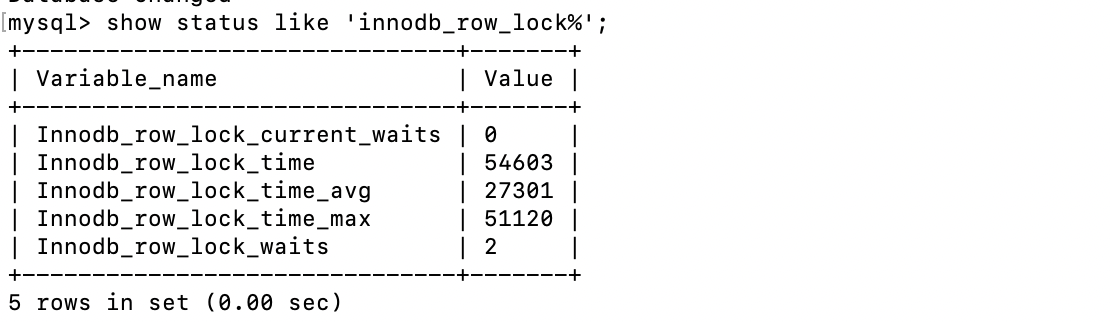 Database changed
[mysql> show status like 'innodb_row_lock%';
+-------------------------------+-------+
| Variable_name                 | Value |
+-------------------------------+-------+
| Innodb_row_lock_current_waits | 0     |
| Innodb_row_lock_time          | 54603 |
| Innodb_row_lock_time_avg      | 27301 |
| Innodb_row_lock_time_max      | 51120 |
| Innodb_row_lock_waits         | 2     |
+-------------------------------+-------+
5 rows in set (0.00 sec)